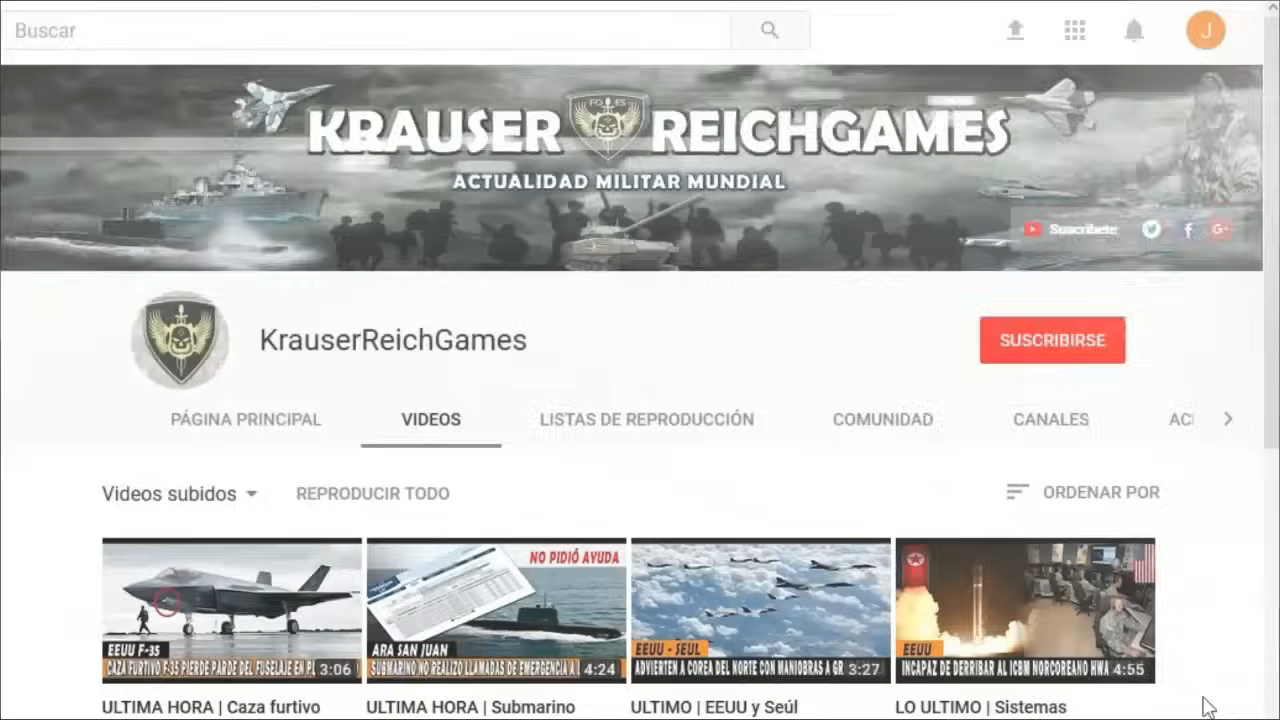 Buscar
J
KRAUSER REICHGAMES
ACTUALIDAD MILITAR MUNDIAL
Suscribete
KrauserReichGames
SUSCRIBIRSE
PÁGINA PRINCIPAL VIDEOS LISTAS DE REPRODUCCIÓN COMUNIDAD CANALES
Videos subidos REPRODUCIR TODO ORDENAR POR
NO PIDIÓ AYUDA
EEUU F-35 ARA SAN JUAN EEUU - SEUL EEUU
CAZA FURTIVO F-35 PIERDE PARDE DEL FUSELAJE EN 3:06 SUBMARINO NO REALIZO LLAMADAS DE EMERGENCIA A 4:24 ADVIERTEN A COREA DEL NORTE CON MANIOBRAS A GR 3:27 INCAPAZ DE DERRIBAR AL ICBM NORCOREANO HWA 4:55
ULTIMA HORA | Caza furtivo ULTIMA HORA | Submarino ULTIMO | EEUU y Seúl LO ULTIMO | Sistemas